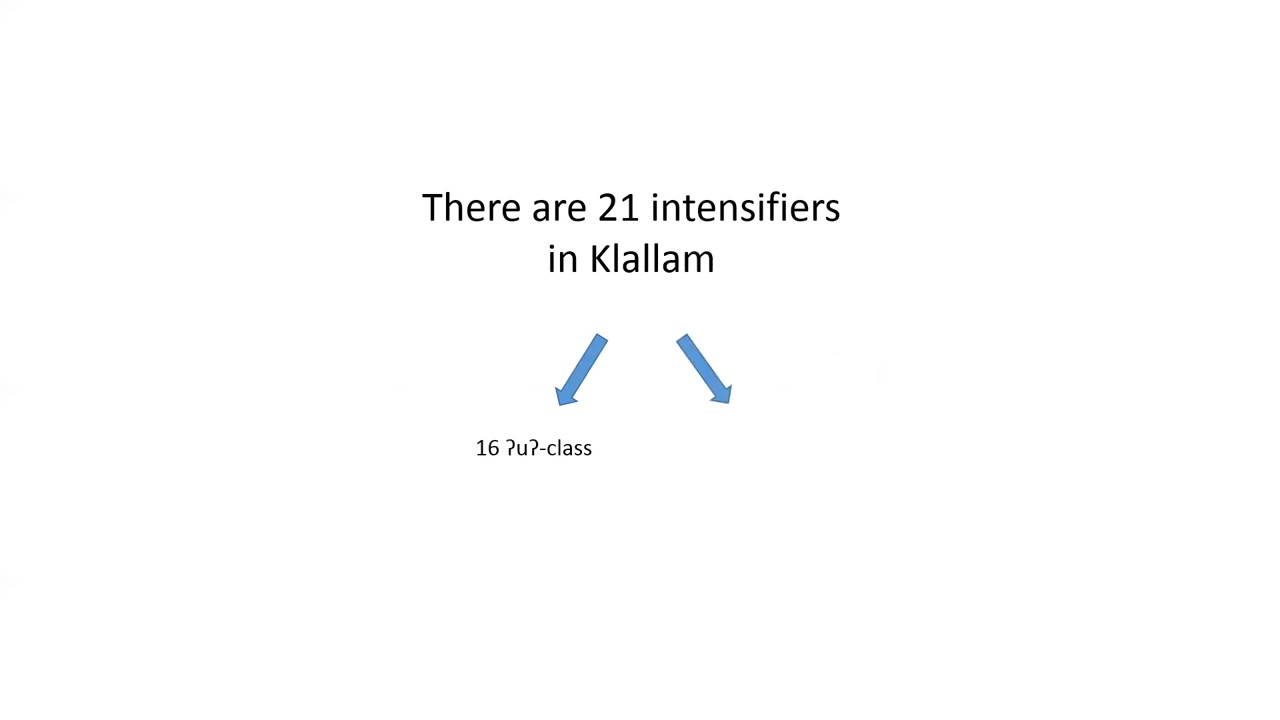 There are 21 intensifiers
in Klallam
16 ʔuʔ-class